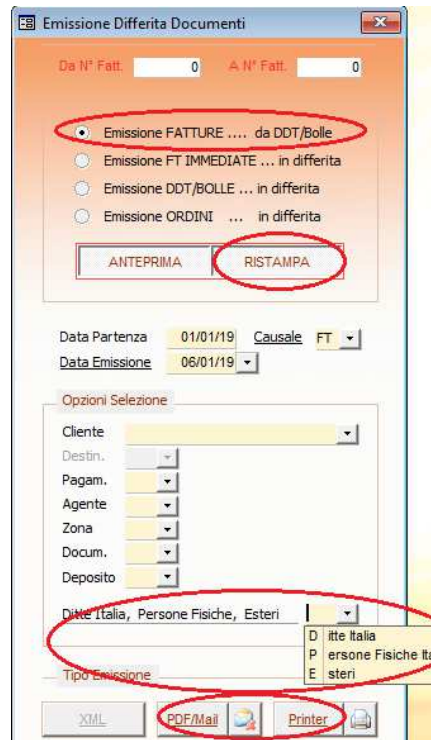 Emissione Differita Documenti
Da N° Fatt. 0 A N° Fatt. 0
Emissione FATTURE .... da DDT/Bolle
Emissione FT IMMEDIATE ... in differita
Emissione DDT/BOLLE ... in differita
Emissione ORDINI ... in differita
ANTEPRIMA RISTAMPA
Data Partenza 01/01/19 Causale FT
Data Emissione 06/01/19
Opzioni Selezione
Cliente
Destin.
Pagam.
Agente
Zona
Docum.
Deposito
Ditte Italia, Persone Fisiche, Esteri
D itte Italia
P ersone Fisiche Ita
E steri
Tipo Emissione
XML PDF/Mail Printer